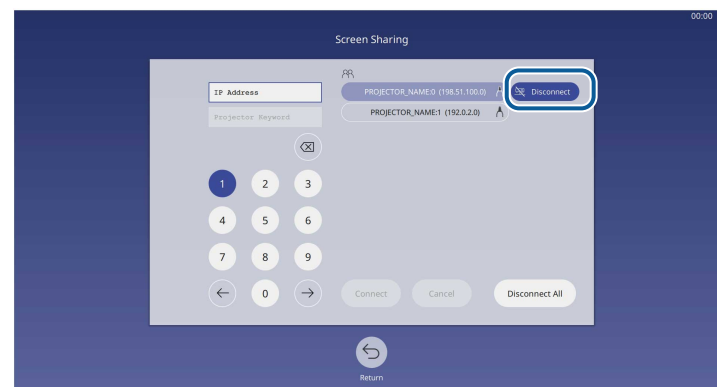 00:00
Screen Sharing
IP Address
Projector Keyword
PROJECTOR_NAME:0 (198.51.100.0)
Disconnect
PROJECTOR_NAME:1 (192.0.2.0)
1 2 3
4 5 6
7 8 9
0
Connect Cancel Disconnect All
Return